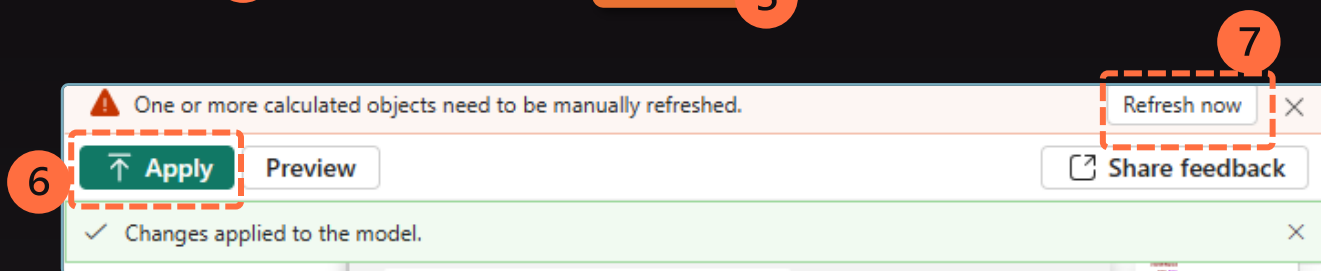 5
7
One or more calculated objects need to be manually refreshed.
Refresh now
6
Apply
Preview
Share feedback
Changes applied to the model.